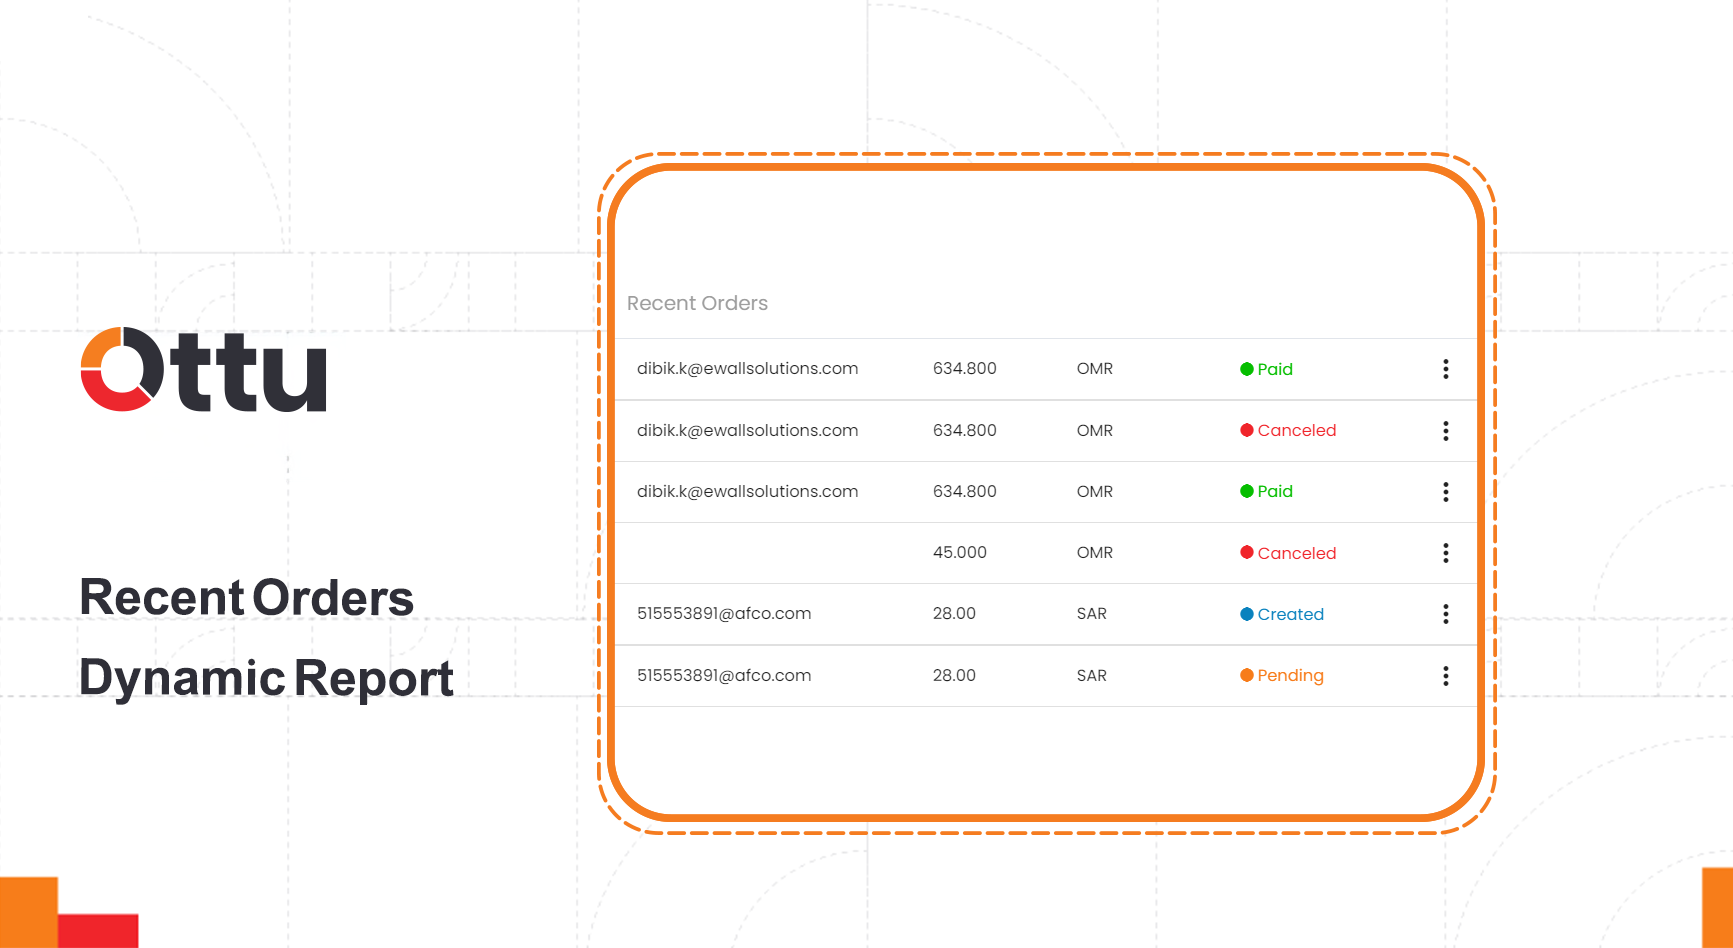 Ottu
Recent Orders
Dynamic Report
Recent Orders
dibik.k@ewallsolutions.com 634.800 OMR Paid
dibik.k@ewallsolutions.com 634.800 OMR Canceled
dibik.k@ewallsolutions.com 634.800 OMR Paid
45.000 OMR Canceled
515553891@afco.com 28.00 SAR Created
515553891@afco.com 28.00 SAR Pending